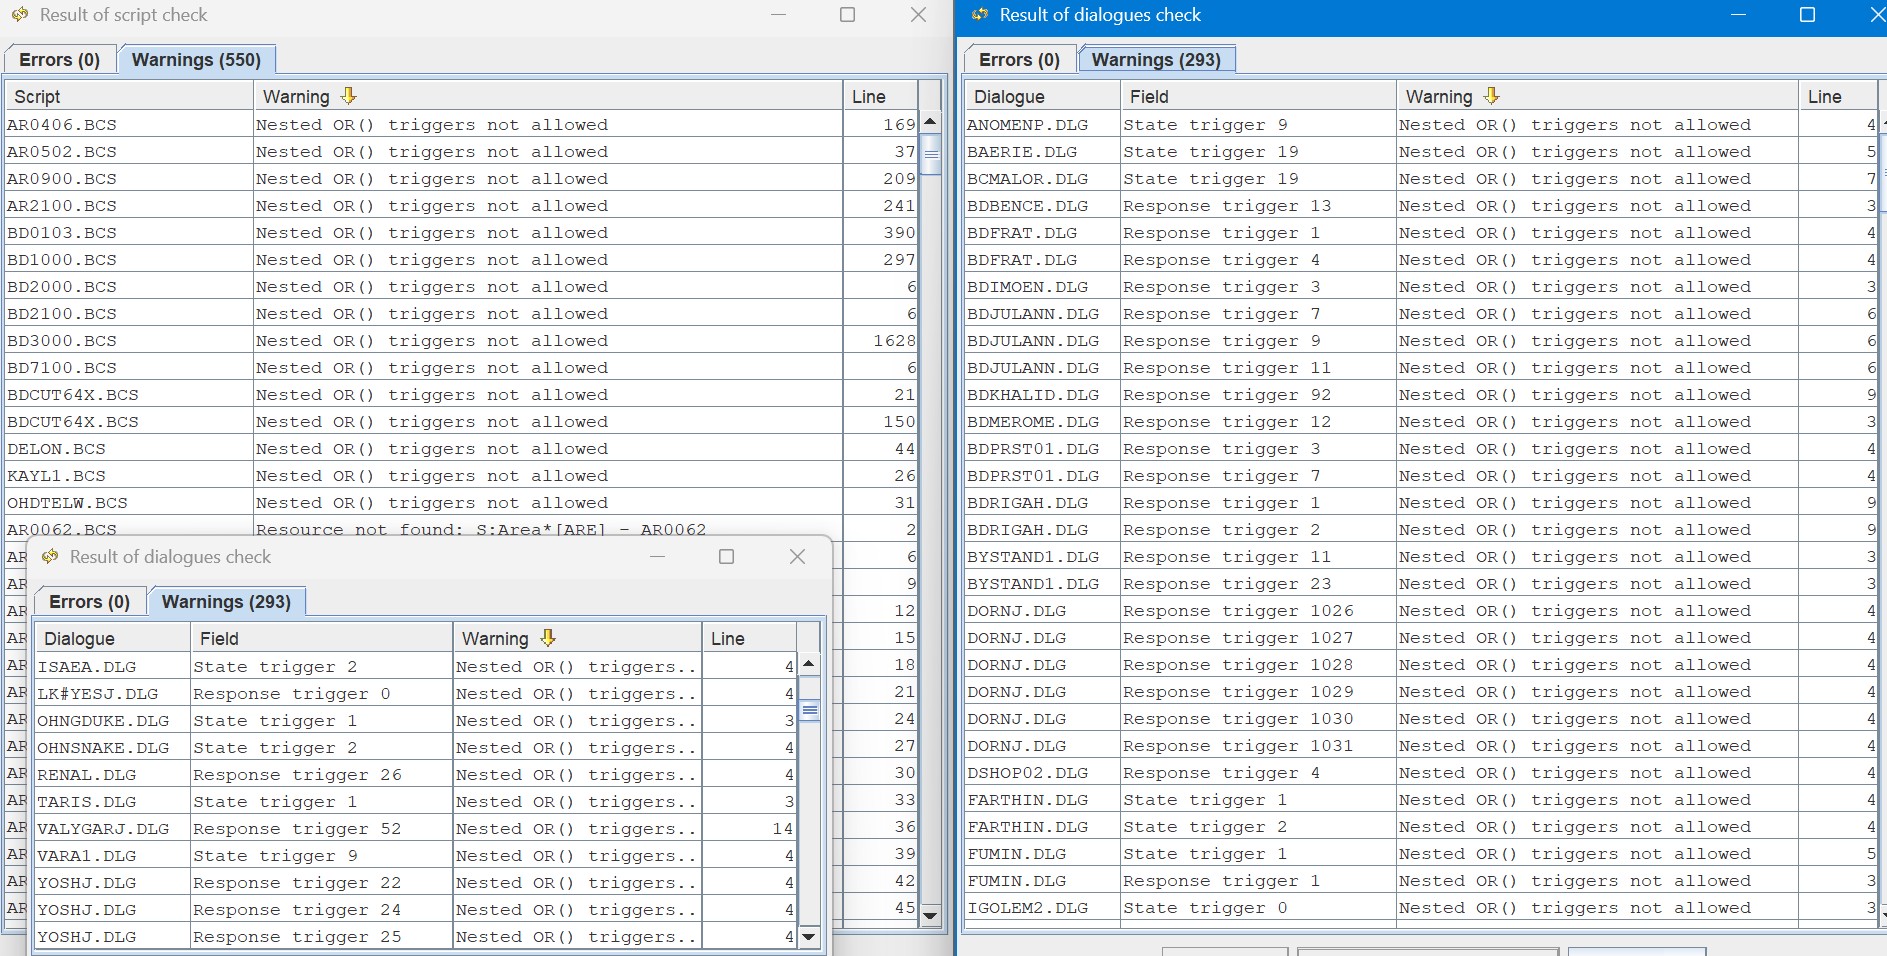 Result of script check
Errors (0) Warnings (550)
Script Warning Line
AR0406.BCS Nested OR() triggers not allowed 169
AR0502.BCS Nested OR() triggers not allowed 37
AR0900.BCS Nested OR() triggers not allowed 209
AR2100.BCS Nested OR() triggers not allowed 241
BD0103.BCS Nested OR() triggers not allowed 390
BD1000.BCS Nested OR() triggers not allowed 297
BD2000.BCS Nested OR() triggers not allowed 6
BD2100.BCS Nested OR() triggers not allowed 6
BD3000.BCS Nested OR() triggers not allowed 1628
BD7100.BCS Nested OR() triggers not allowed 6
BDCUT64X.BCS Nested OR() triggers not allowed 21
BDCUT64X.BCS Nested OR() triggers not allowed 150
DELON.BCS Nested OR() triggers not allowed 44
KAYL1.BCS Nested OR() triggers not allowed 26
OHDTELW.BCS Nested OR() triggers not allowed 31
AR0062.BCS Resource not found: S:Area*[ARE] - AR0062 2
AR 6
AR 9
AR 12
AR 15
AR 18
AR 21
AR 24
AR 27
AR 30
AR 33
AR 36
AR 39
AR 42
AR 45
Result of dialogues check
Errors (0) Warnings (293)
Dialogue Field Warning Line
ISAEA.DLG State trigger 2 Nested OR() triggers.. 4
LK#YESJ.DLG Response trigger 0 Nested OR() triggers.. 4
OHNGDUKE.DLG State trigger 1 Nested OR() triggers.. 3
OHNSNAKE.DLG State trigger 2 Nested OR() triggers.. 4
RENAL.DLG Response trigger 26 Nested OR() triggers.. 4
TARIS.DLG State trigger 1 Nested OR() triggers.. 3
VALYGARJ.DLG Response trigger 52 Nested OR() triggers.. 14
VARA1.DLG State trigger 9 Nested OR() triggers.. 4
YOSHJ.DLG Response trigger 22 Nested OR() triggers.. 4
YOSHJ.DLG Response trigger 24 Nested OR() triggers.. 4
YOSHJ.DLG Response trigger 25 Nested OR() triggers.. 4
Result of dialogues check
Errors (0) Warnings (293)
Dialogue Field Warning Line
ANOMENP.DLG State trigger 9 Nested OR() triggers not allowed 4
BAERIE.DLG State trigger 19 Nested OR() triggers not allowed 5
BCMALOR.DLG State trigger 19 Nested OR() triggers not allowed 7
BDBENCE.DLG Response trigger 13 Nested OR() triggers not allowed 3
BDFRAT.DLG Response trigger 1 Nested OR() triggers not allowed 4
BDFRAT.DLG Response trigger 4 Nested OR() triggers not allowed 4
BDIMOEN.DLG Response trigger 3 Nested OR() triggers not allowed 3
BDJULANN.DLG Response trigger 7 Nested OR() triggers not allowed 6
BDJULANN.DLG Response trigger 9 Nested OR() triggers not allowed 6
BDJULANN.DLG Response trigger 11 Nested OR() triggers not allowed 6
BDKHALID.DLG Response trigger 92 Nested OR() triggers not allowed 9
BDMEROME.DLG Response trigger 12 Nested OR() triggers not allowed 3
BDPRST01.DLG Response trigger 3 Nested OR() triggers not allowed 4
BDPRST01.DLG Response trigger 7 Nested OR() triggers not allowed 4
BDRIGAH.DLG Response trigger 1 Nested OR() triggers not allowed 9
BDRIGAH.DLG Response trigger 2 Nested OR() triggers not allowed 9
BYSTAND1.DLG Response trigger 11 Nested OR() triggers not allowed 3
BYSTAND1.DLG Response trigger 23 Nested OR() triggers not allowed 3
DORNJ.DLG Response trigger 1026 Nested OR() triggers not allowed 4
DORNJ.DLG Response trigger 1027 Nested OR() triggers not allowed 4
DORNJ.DLG Response trigger 1028 Nested OR() triggers not allowed 4
DORNJ.DLG Response trigger 1029 Nested OR() triggers not allowed 4
DORNJ.DLG Response trigger 1030 Nested OR() triggers not allowed 4
DORNJ.DLG Response trigger 1031 Nested OR() triggers not allowed 4
DSHOP02.DLG Response trigger 4 Nested OR() triggers not allowed 4
FARTHIN.DLG State trigger 1 Nested OR() triggers not allowed 4
FARTHIN.DLG State trigger 2 Nested OR() triggers not allowed 4
FUMIN.DLG State trigger 1 Nested OR() triggers not allowed 5
FUMIN.DLG Response trigger 1 Nested OR() triggers not allowed 3
IGOLEM2.DLG State trigger 0 Nested OR() triggers not allowed 3